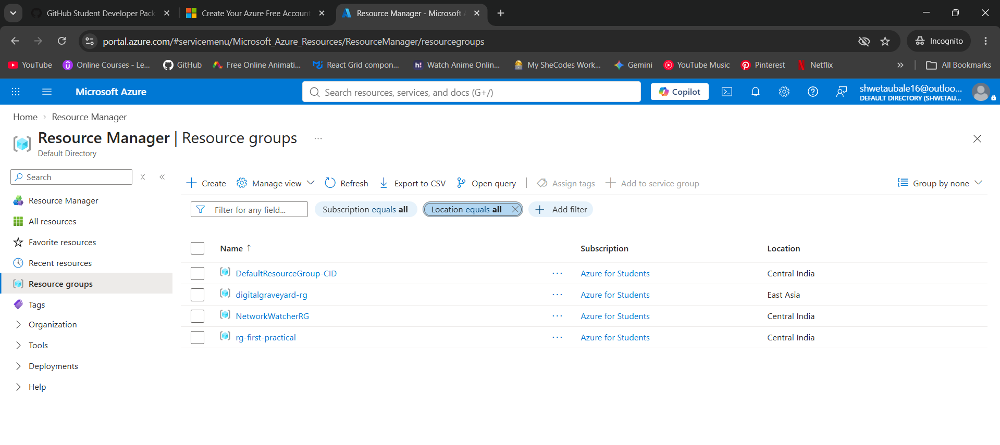 GitHub Student Developer Pack
Create Your Azure Free Account
Resource Manager - Microsoft A
portal.azure.com/#servicemenu/Microsoft_Azure_Resources/ResourceManager/resourcegroups
Incognito
YouTube
Online Courses - Le...
GitHub
Free Online Animati...
React Grid compon...
h! Watch Anime Onlin...
My SheCodes Work...
Gemini
YouTube Music
Pinterest
Netflix
»
All Bookmarks
Microsoft Azure
Search resources, services, and docs (G+/)
Copilot
shwetaubale16@outloo...
DEFAULT DIRECTORY (SHWETAU...
Home > Resource Manager
Resource Manager | Resource groups ...
Default Directory
Search
Create
Manage view
Refresh
Export to CSV
Open query
Assign tags
Add to service group
Group by none
Filter for any field...
Subscription equals all
Location equals all
Add filter
Resource Manager
All resources
Favorite resources
Recent resources
Resource groups
Tags
Organization
Tools
Deployments
Help
Name ↑ Subscription Location
DefaultResourceGroup-CID ... Azure for Students Central India
digitalgraveyard-rg ... Azure for Students East Asia
NetworkWatcherRG ... Azure for Students Central India
rg-first-practical ... Azure for Students Central India